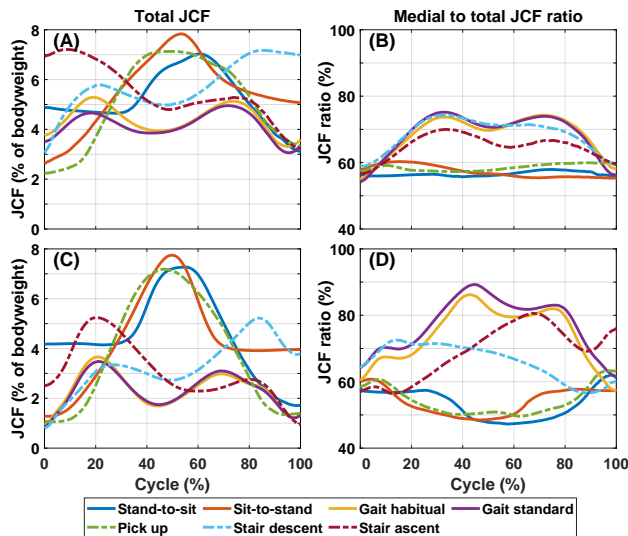 Total JCF
Medial to total JCF ratio
(A)
8
6
4
2
0
JCF (% of bodyweight)
(B)
100
80
60
40
JCF ratio (%)
(C)
8
6
4
2
0
JCF (% of bodyweight)
0 20 40 60 80 100
Cycle (%)
(D)
100
80
60
40
JCF ratio (%)
0 20 40 60 80 100
Cycle (%)
Stand-to-sit Sit-to-stand Gait habitual Gait standard
Pick up Stair descent Stair ascent